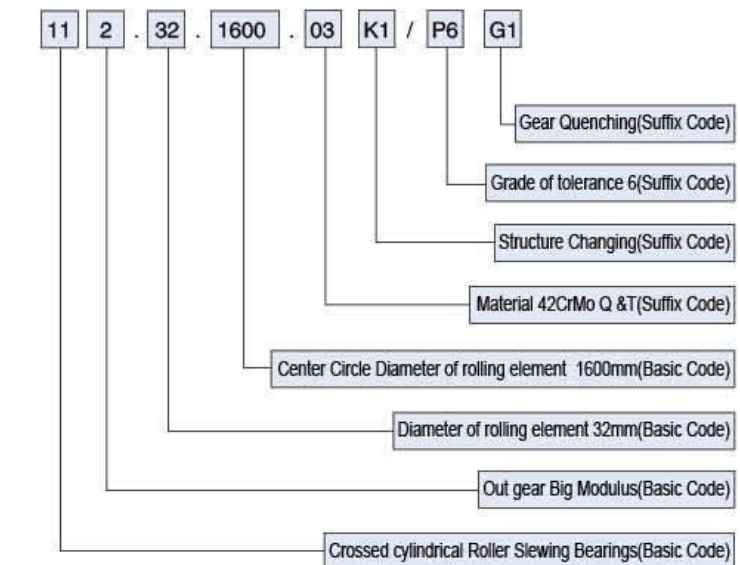 11 2 . 32 . 1600 . 03 K1 / P6 G1
Gear Quenching(Suffix Code)
Grade of tolerance 6(Suffix Code)
Structure Changing(Suffix Code)
Material 42CrMo Q &T(Suffix Code)
Center Circle Diameter of rolling element 1600mm(Basic Code)
Diameter of rolling element 32mm(Basic Code)
Out gear Big Modulus(Basic Code)
Crossed cylindrical Roller Slewing Bearings(Basic Code)